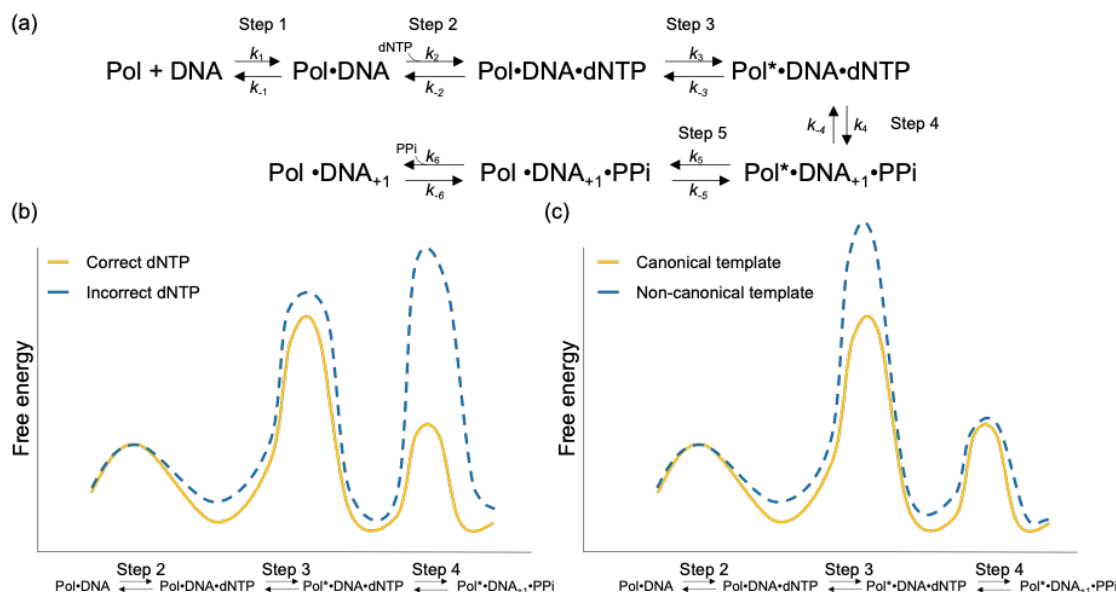 (a)
Step 1
Step 2
Step 3
Pol + DNA
k₁
k₋₁
Pol•DNA
dNTP
k₂
k₋₂
Pol•DNA•dNTP
k₃
k₋₃
Pol*•DNA•dNTP
k₋₄
k₄
Step 4
Step 5
Pol •DNA₊₁
PPi
k₆
k₋₆
Pol •DNA₊₁•PPi
k₅
k₋₅
Pol*•DNA₊₁•PPi
(b)
Correct dNTP
Incorrect dNTP
Free energy
Step 2
Step 3
Step 4
Pol•DNA
Pol•DNA•dNTP
Pol*•DNA•dNTP
Pol*•DNA₊₁•PPi
(c)
Canonical template
Non-canonical template
Free energy
Step 2
Step 3
Step 4
Pol•DNA
Pol•DNA•dNTP
Pol*•DNA•dNTP
Pol*•DNA₊₁•PPi